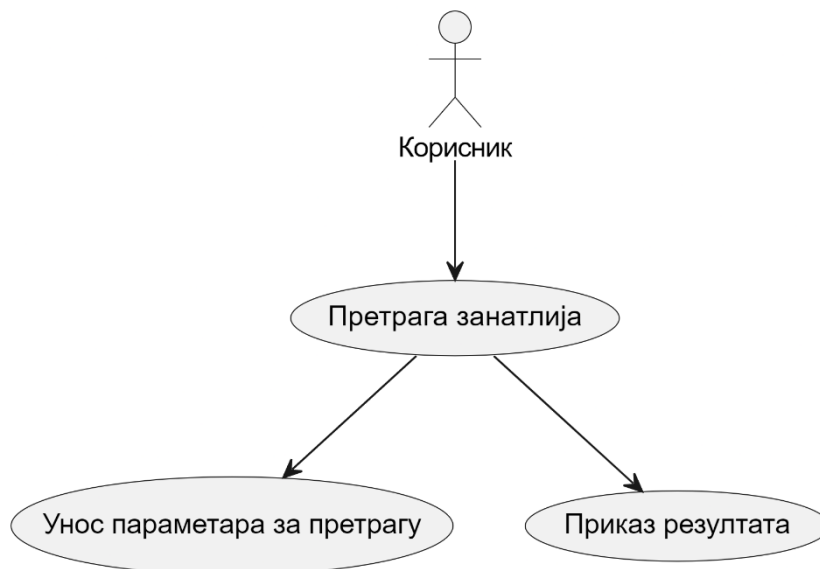 Корисник
Претрага занатлија
Унос параметара за претрагу
Приказ резултата